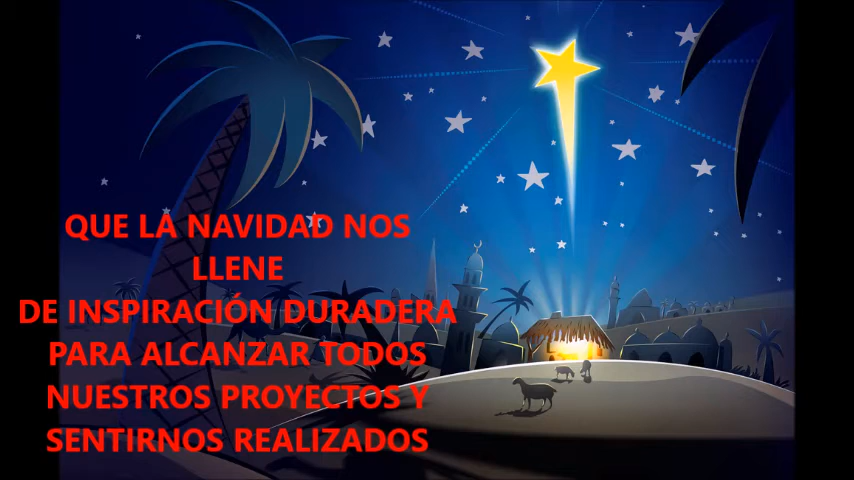 QUE LA NAVIDAD NOS
LLENE
DE INSPIRACIÓN DURADERA
PARA ALCANZAR TODOS
NUESTROS PROYECTOS Y
SENTIRNOS REALIZADOS